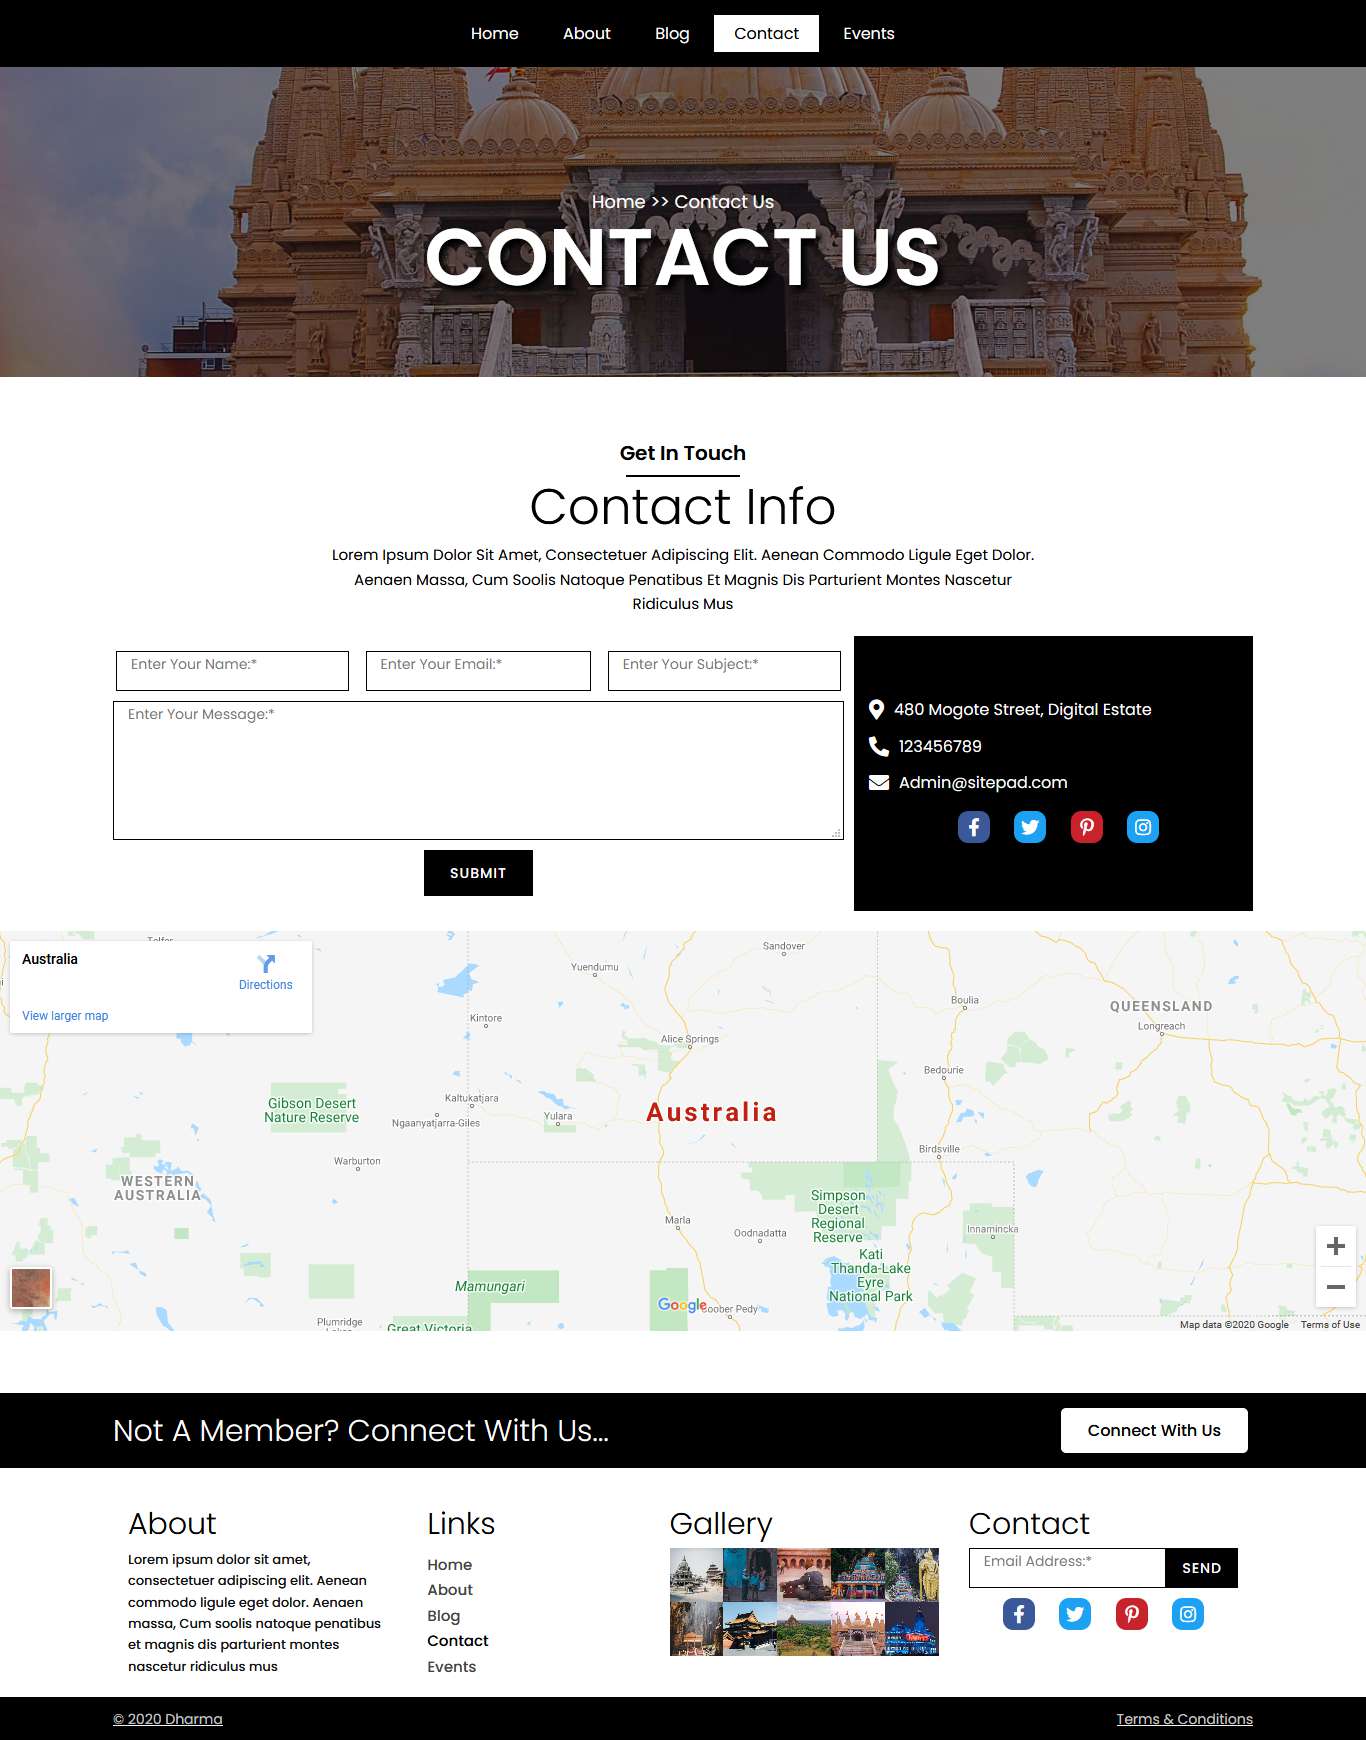 Home
About
Blog
Contact
Events
Home >> Contact Us
CONTACT US
Get In Touch
Contact Info
Lorem Ipsum Dolor Sit Amet, Consectetuer Adipiscing Elit. Aenean Commodo Ligule Eget Dolor.
Aenaen Massa, Cum Soolis Natoque Penatibus Et Magnis Dis Parturient Montes Nascetur
Ridiculus Mus
Enter Your Name:*
Enter Your Email:*
Enter Your Subject:*
Enter Your Message:*
SUBMIT
480 Mogote Street, Digital Estate
123456789
Admin@sitepad.com
Australia
Directions
View larger map
Sandover
Yuendumu
Boulia
QUEENSLAND
Longreach
Kintore
Alice Springs
Bedourie
Gibson Desert
Nature Reserve
Kaltukatjara
Ngaanyatjarra-Giles
Yulara
Australia
Birdsville
Warburton
WESTERN
AUSTRALIA
Simpson
Desert
Regional
Reserve
Marla
Oodnadatta
Innamincka
Kati
Thanda-Lake
Eyre
National Park
Mamungari
Google
Coober Pedy
Plumridge
Lakes
Great Victoria
Map data ©2020 Google
Terms of Use
Not A Member? Connect With Us...
Connect With Us
About
Lorem ipsum dolor sit amet,
consectetuer adipiscing elit. Aenean
commodo ligule eget dolor. Aenaen
massa, Cum soolis natoque penatibus
et magnis dis parturient montes
nascetur ridiculus mus
Links
Home
About
Blog
Contact
Events
Gallery
Contact
Email Address:*
SEND
© 2020 Dharma
Terms & Conditions